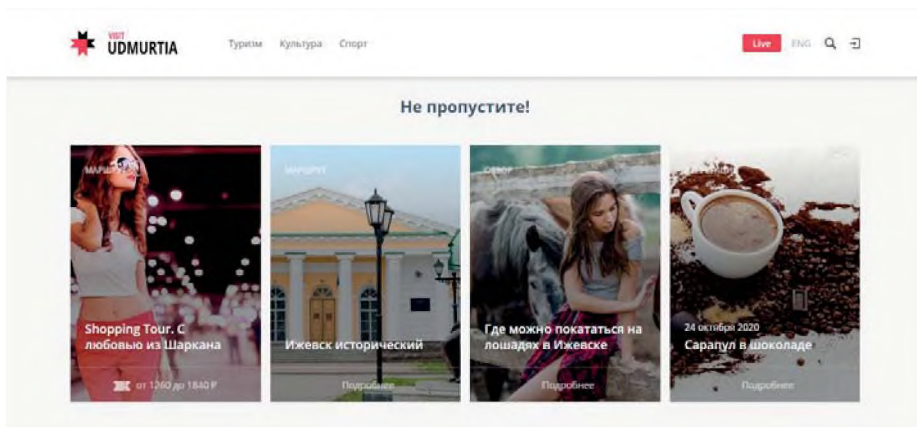 VISIT
UDMURTIA
Туризм Культура Спорт
Live ENG
Не пропустите!
МАРШРУТ
Shopping Tour. С
любовью из Шаркана
от 1260 до 1840 ₽
МАРШРУТ
Ижевск исторический
Подробнее
ОБЗОР
Где можно покататься на
лошадях в Ижевске
Подробнее
24 октября 2020
Сарапул в шоколаде
Подробнее